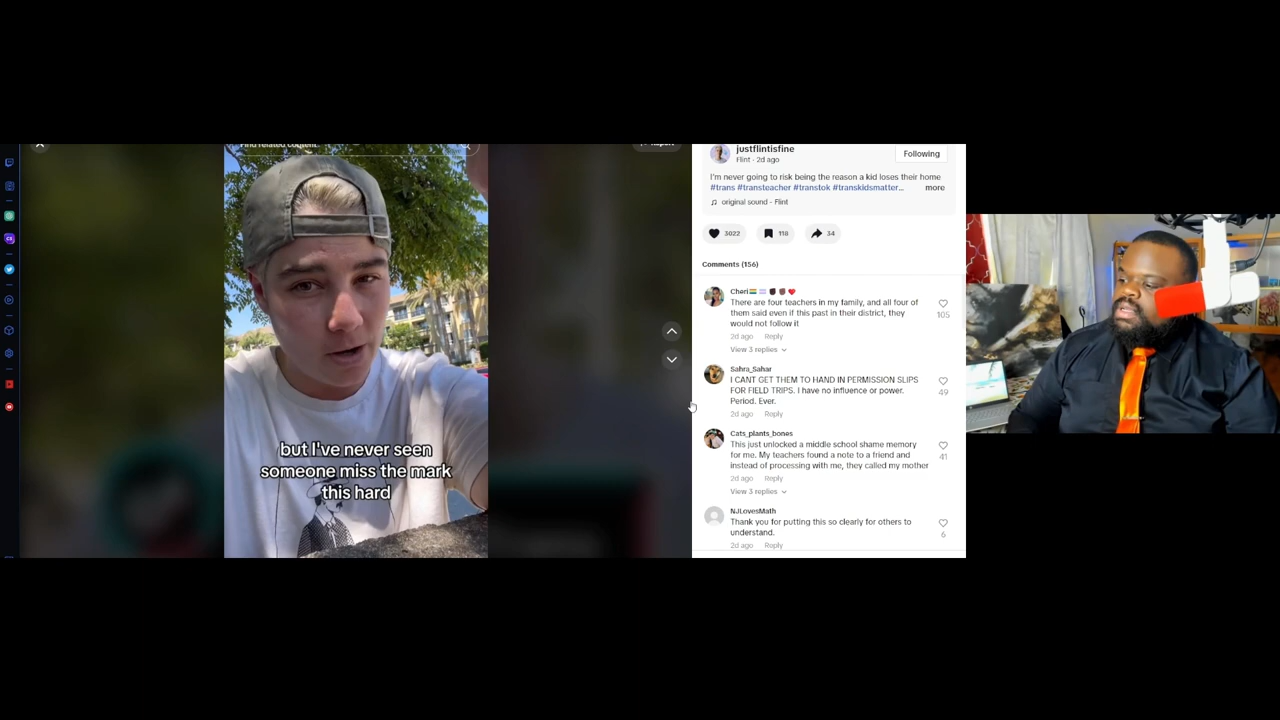 Find related content
Report
but I've never seen
someone miss the mark
this hard
justflintisfine
Flint · 2d ago
Following
I'm never going to risk being the reason a kid loses their home
#trans #transteacher #transtok #transkidsmatter... more
original sound - Flint
3022
118
34
Comments (156)
Cheri
There are four teachers in my family, and all four of
them said even if this past in their district, they
would not follow it
105
2d ago Reply
View 3 replies
Sahra_Sahar
I CANT GET THEM TO HAND IN PERMISSION SLIPS
FOR FIELD TRIPS. I have no influence or power.
Period. Ever.
49
2d ago Reply
Cats_plants_bones
This just unlocked a middle school shame memory
for me. My teachers found a note to a friend and
instead of processing with me, they called my mother
41
2d ago Reply
View 3 replies
NJLovesMath
Thank you for putting this so clearly for others to
understand.
6
2d ago Reply